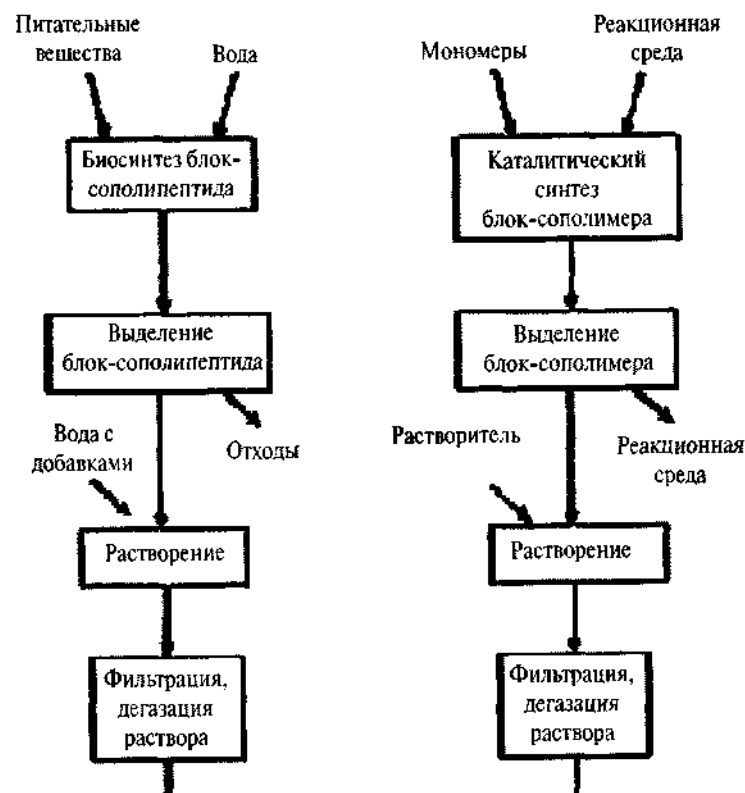 Питательные
вещества
Вода
Биосинтез блок-
сополипептида
Выделение
блок-сополипептида
Вода с
добавками
Отходы
Растворение
Фильтрация,
дегазация
раствора
Мономеры
Реакционная
среда
Каталитический
синтез
блок-сополимера
Выделение
блок-сополимера
Растворитель
Реакционная
среда
Растворение
Фильтрация,
дегазация
раствора